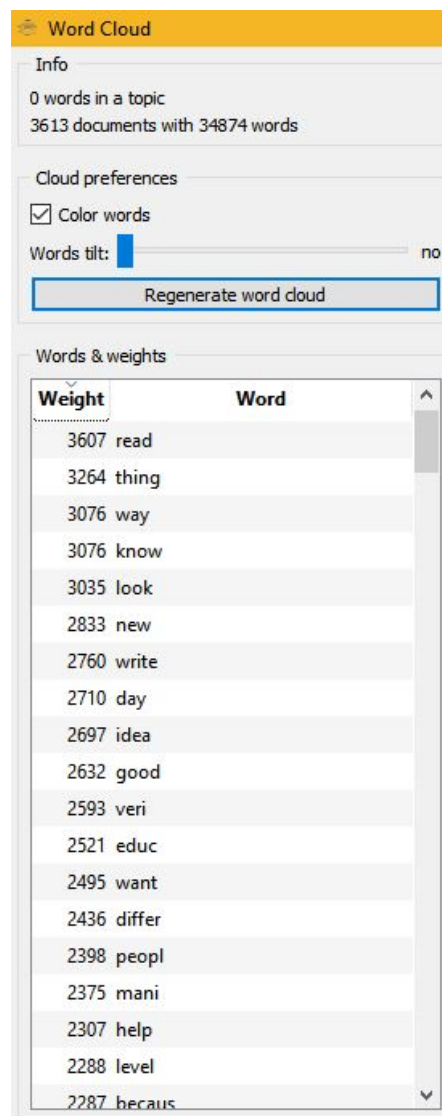 Word Cloud
Info
0 words in a topic
3613 documents with 34874 words
Cloud preferences
Color words
Words tilt: no
Regenerate word cloud
Words & weights
Weight Word
3607 read
3264 thing
3076 way
3076 know
3035 look
2833 new
2760 write
2710 day
2697 idea
2632 good
2593 veri
2521 educ
2495 want
2436 differ
2398 peopl
2375 mani
2307 help
2288 level
2287 becaus